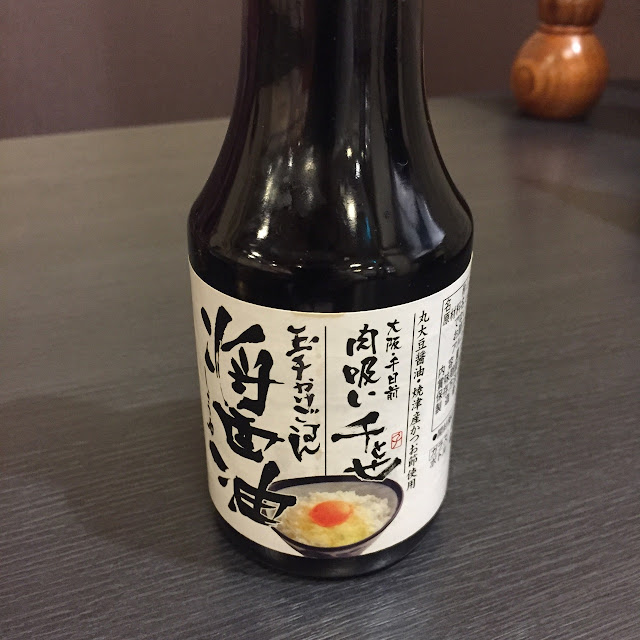 丸大豆醤油・焼津産かつお節使用
大阪千日前
肉吸い 千とせ
玉子かけごはん
醤油